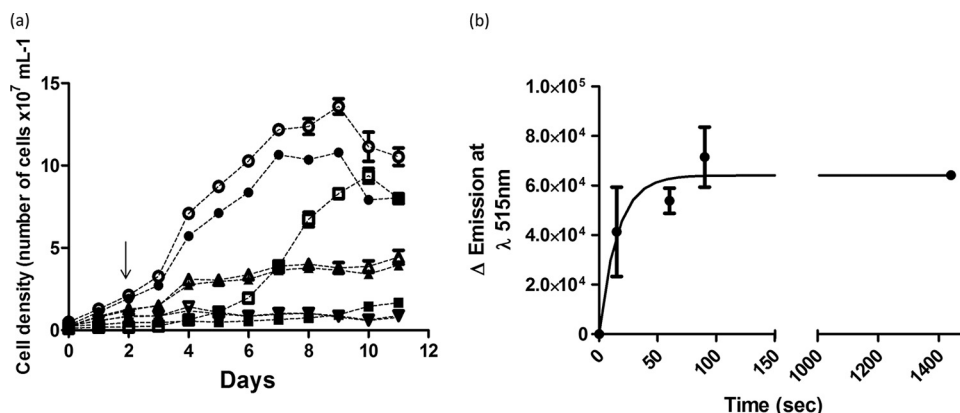 (a)
Cell density (number of cells x10⁷ mL-1
15
10
5
0
0 2 4 6 8 10 12
Days
(b)
Δ Emission at
λ 515nm
1.0×10⁵
8.0×10⁴
6.0×10⁴
4.0×10⁴
2.0×10⁴
0
0 50 100 150 1000 1200 1400
Time (sec)